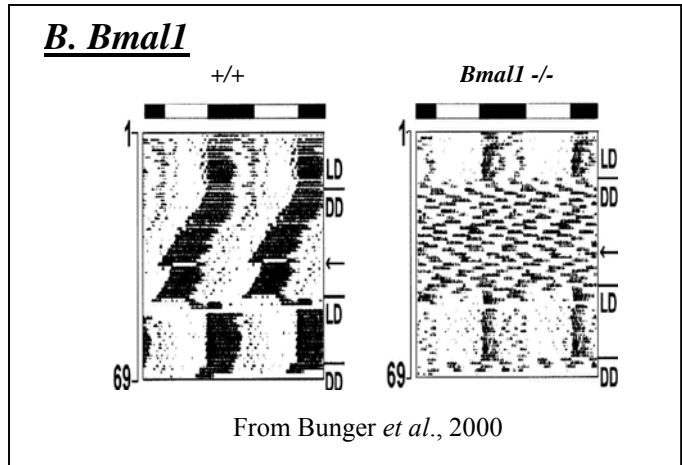 B. Bmal1
+/+
Bmal1 -/-
1
LD
DD
←
LD
69
DD
1
LD
DD
←
LD
69
DD
From Bunger et al., 2000